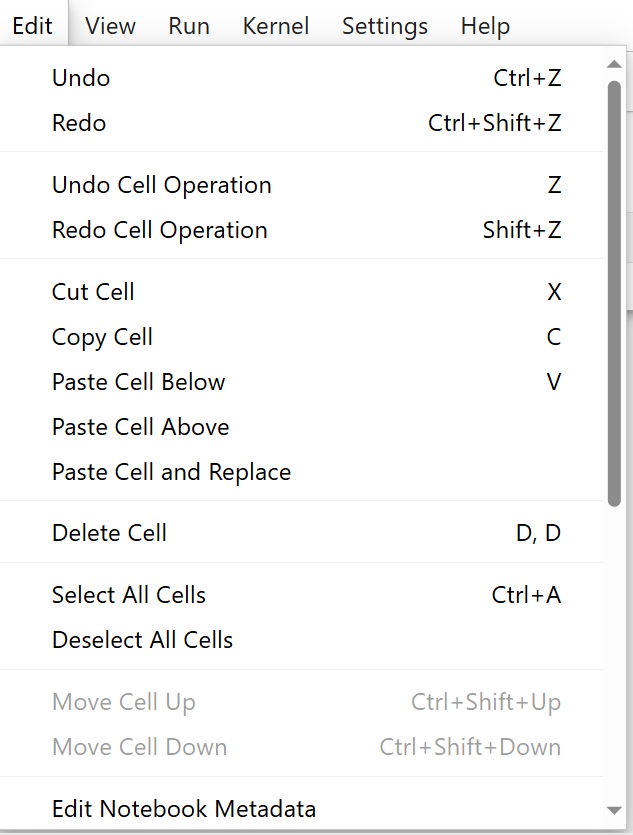 Edit View Run Kernel Settings Help
Undo Ctrl+Z
Redo Ctrl+Shift+Z
Undo Cell Operation Z
Redo Cell Operation Shift+Z
Cut Cell X
Copy Cell C
Paste Cell Below V
Paste Cell Above
Paste Cell and Replace
Delete Cell D, D
Select All Cells Ctrl+A
Deselect All Cells
Move Cell Up Ctrl+Shift+Up
Move Cell Down Ctrl+Shift+Down
Edit Notebook Metadata